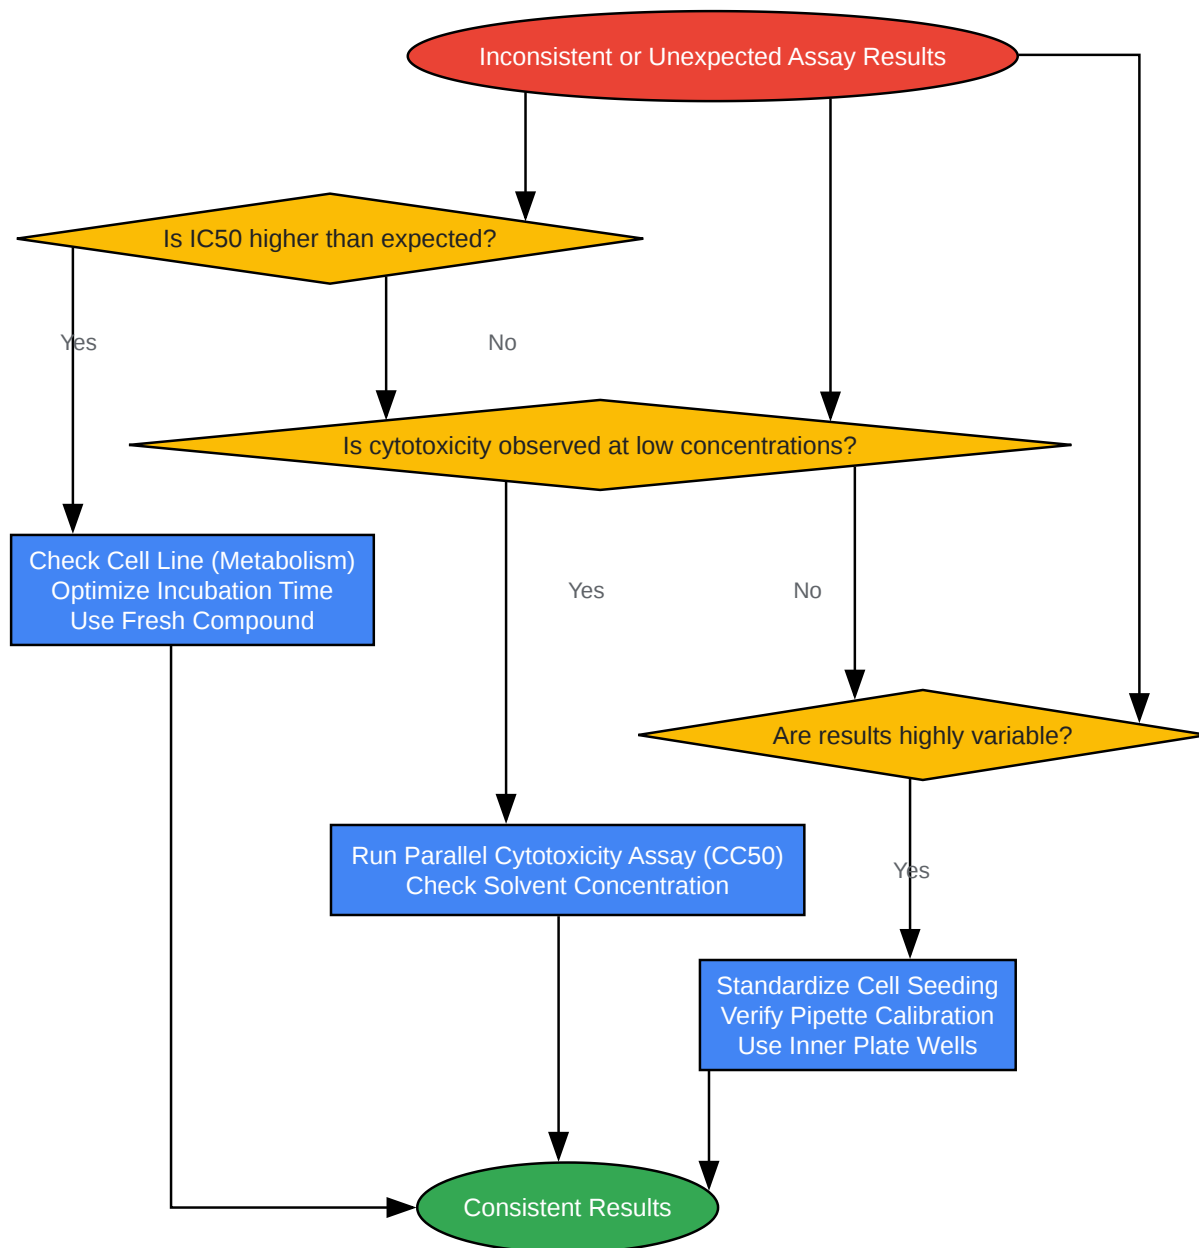 Inconsistent or Unexpected Assay Results
Is IC50 higher than expected?
Yes
No
Is cytotoxicity observed at low concentrations?
Check Cell Line (Metabolism)
Optimize Incubation Time
Use Fresh Compound
Yes
No
Are results highly variable?
Run Parallel Cytotoxicity Assay (CC50)
Check Solvent Concentration
Yes
Standardize Cell Seeding
Verify Pipette Calibration
Use Inner Plate Wells
Consistent Results